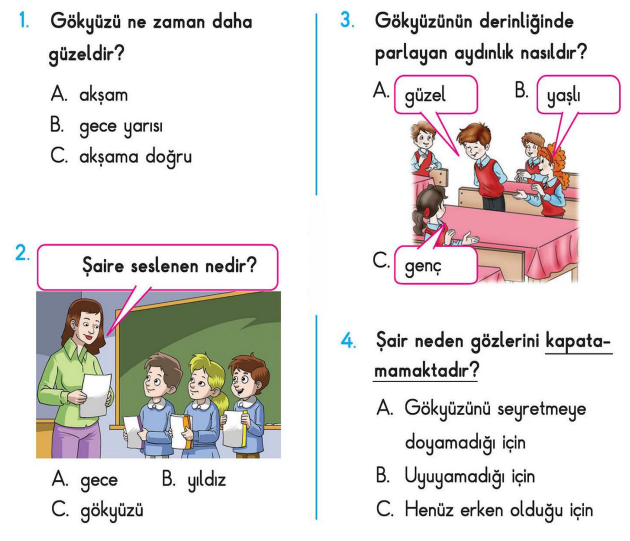 1. Gökyüzü ne zaman daha
güzeldir?
A. akşam
B. gece yarısı
C. akşama doğru
2. Şaire seslenen nedir?
A. gece B. yıldız
C. gökyüzü
3. Gökyüzünün derinliğinde
parlayan aydınlık nasıldır?
A. güzel B. yaşlı
C. genç
4. Şair neden gözlerini kapata-
mamaktadır?
A. Gökyüzünü seyretmeye
doyamadığı için
B. Uyuyamadığı için
C. Henüz erken olduğu için